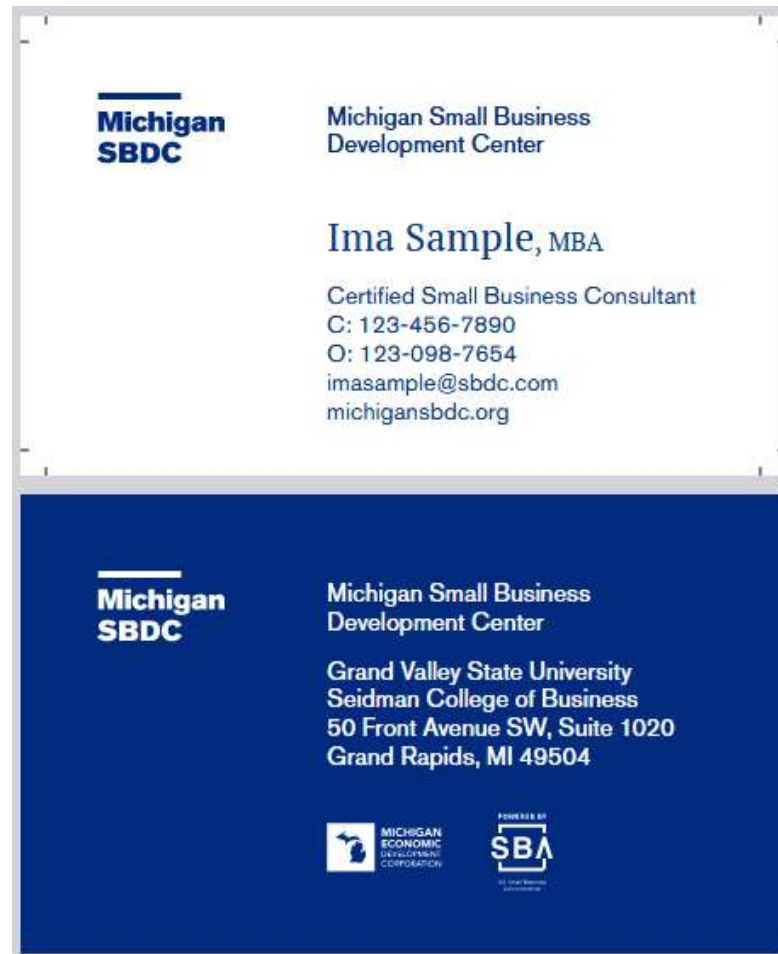 Michigan
SBDC
Michigan Small Business
Development Center
Ima Sample, MBA
Certified Small Business Consultant
C: 123-456-7890
O: 123-098-7654
imasample@sbdc.com
michigansbdc.org
Michigan
SBDC
Michigan Small Business
Development Center
Grand Valley State University
Seidman College of Business
50 Front Avenue SW, Suite 1020
Grand Rapids, MI 49504
MICHIGAN
ECONOMIC
DEVELOPMENT
CORPORATION
POWERED BY
SBA
U.S. Small Business
Administration